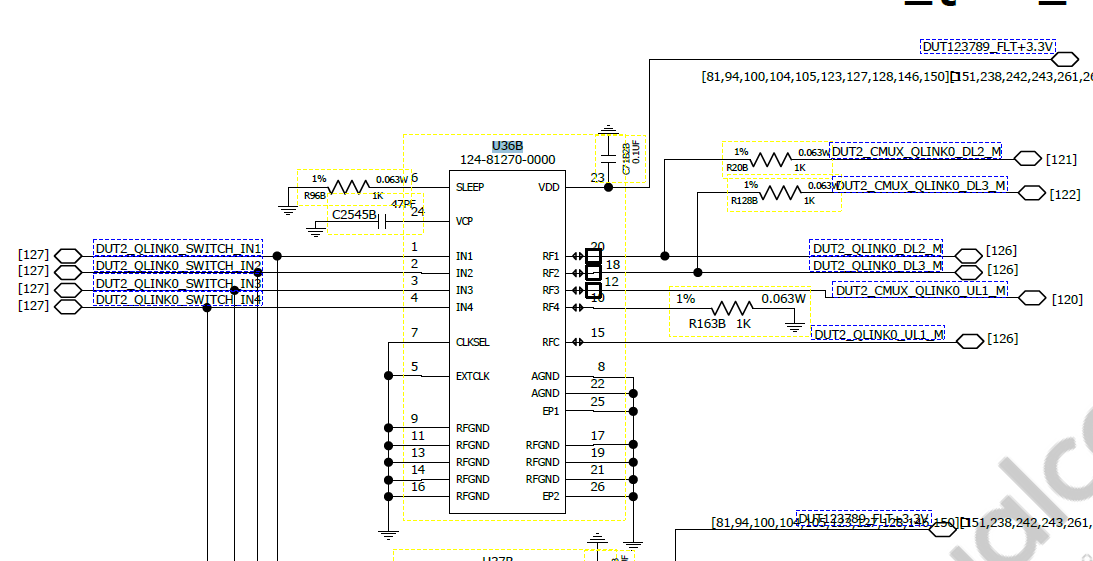 DUT123789_FLT+3.3V
[81,94,100,104,105,123,127,128,146,150][151,238,242,243,261,26
U36B
124-81270-0000
C71B2B
0.1UF
1% 0.063W
R20B 1K
DUT2_CMUX_QLINK0_DL2_M [121]
1% 0.063W
R128B 1K
DUT2_CMUX_QLINK0_DL3_M [122]
1% 0.063W
R96B 1K
6 SLEEP VDD 23
47PF
C2545B
24 VCP
[127] DUT2_QLINK0_SWITCH_IN1 1 IN1 RF1 20 DUT2_QLINK0_DL2_M [126]
[127] DUT2_QLINK0_SWITCH_IN2 2 IN2 RF2 18 DUT2_QLINK0_DL3_M [126]
[127] DUT2_QLINK0_SWITCH_IN3 3 IN3 RF3 12 DUT2_CMUX_QLINK0_UL1_M [120]
[127] DUT2_QLINK0_SWITCH_IN4 4 IN4 RF4 10
1% 0.063W
R163B 1K
7 CLKSEL RFC 15 DUT2_QLINK0_UL1_M [126]
5 EXTCLK AGND 8
AGND 22
EP1 25
9 RFGND
11 RFGND RFGND 17
13 RFGND RFGND 19
14 RFGND RFGND 21
16 RFGND EP2 26
DUT123789_FLT+3.3V
[81,94,100,104,105,123,127,128,146,150][151,238,242,243,261,
U37B